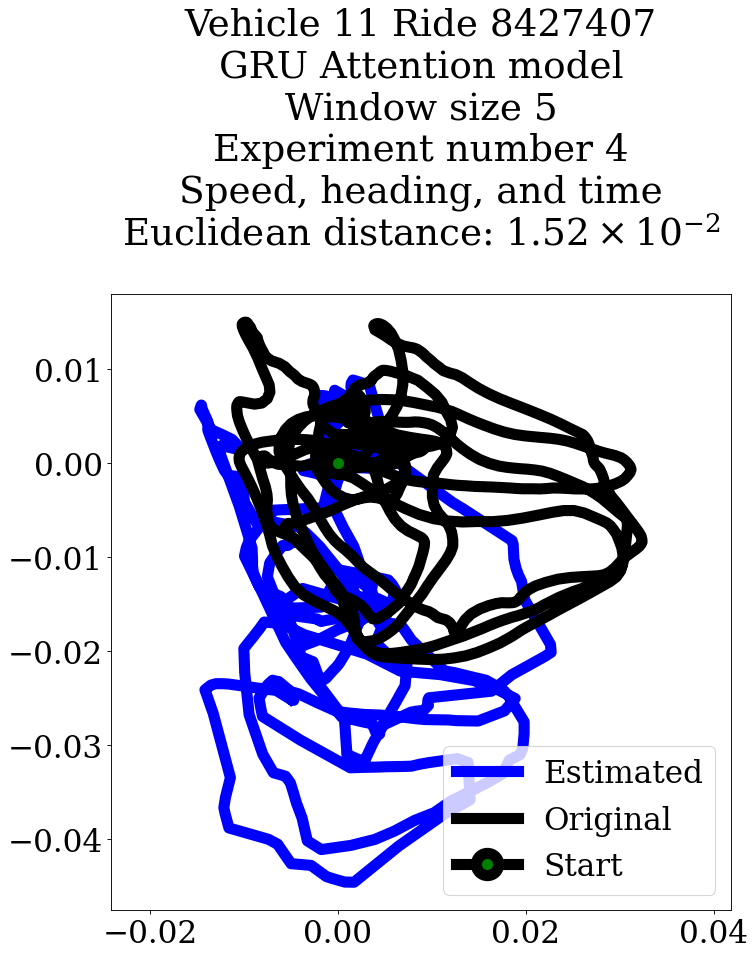 Vehicle 11 Ride 8427407
GRU Attention model
Window size 5
Experiment number 4
Speed, heading, and time
Euclidean distance: 1.52 × 10⁻²
0.01
0.00
−0.01
−0.02
−0.03
−0.04
−0.02
0.00
0.02
0.04
Estimated
Original
Start